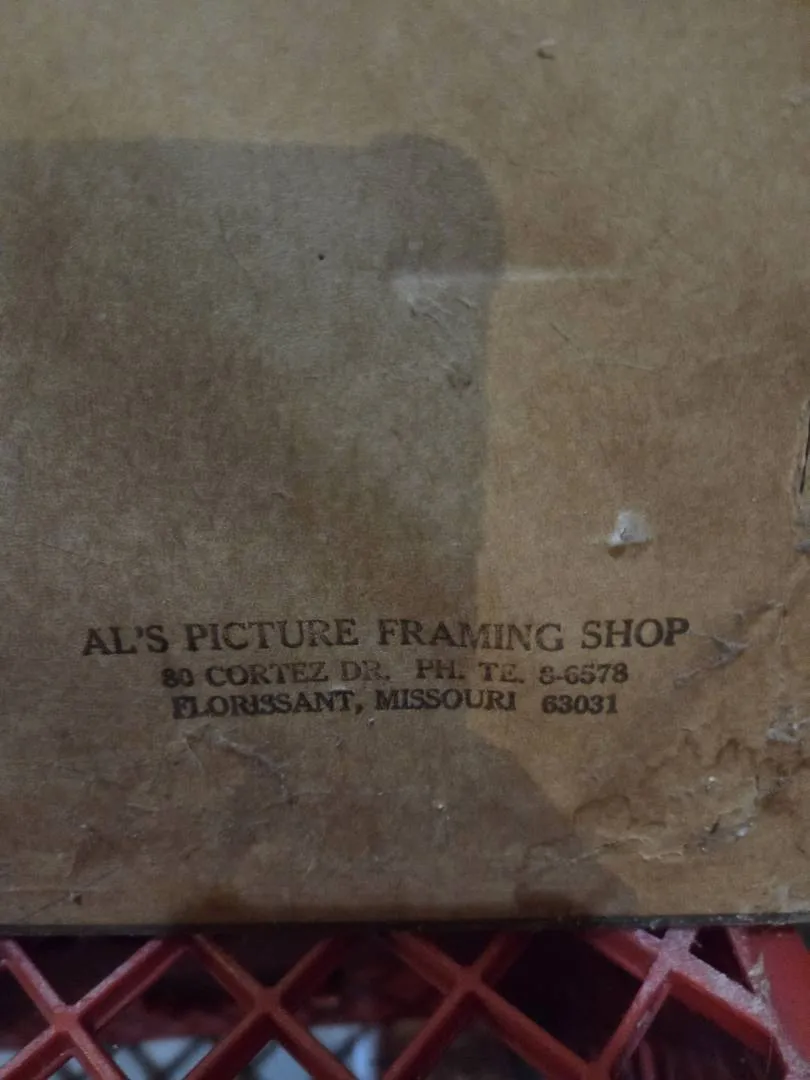 AL'S PICTURE FRAMING SHOP
80 CORTEZ DR. PH. TE. 8-6578
FLORISSANT, MISSOURI 63031